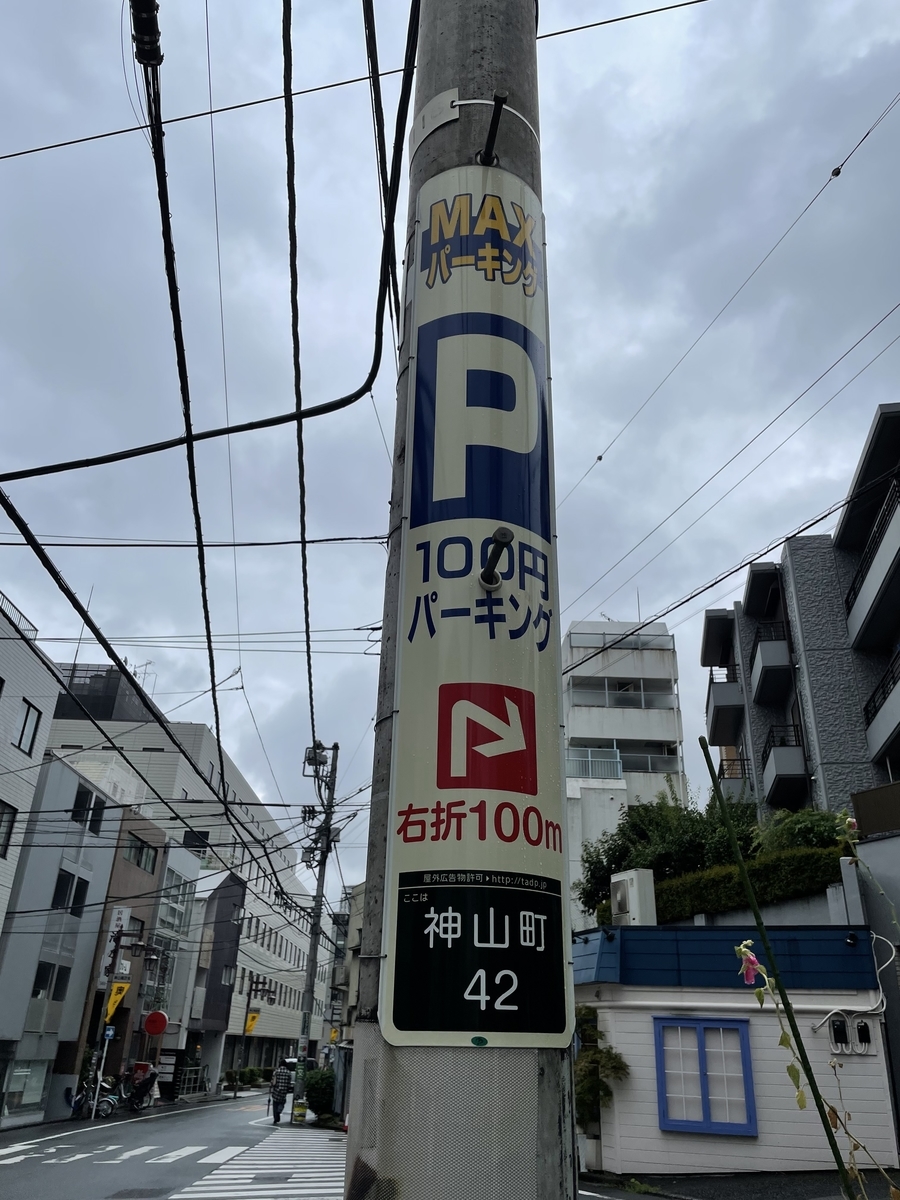 MAX
パーキング
P
100円
パーキング
右折100m
屋外広告物許可▶http://tadp.jp
ここは
神山町
42